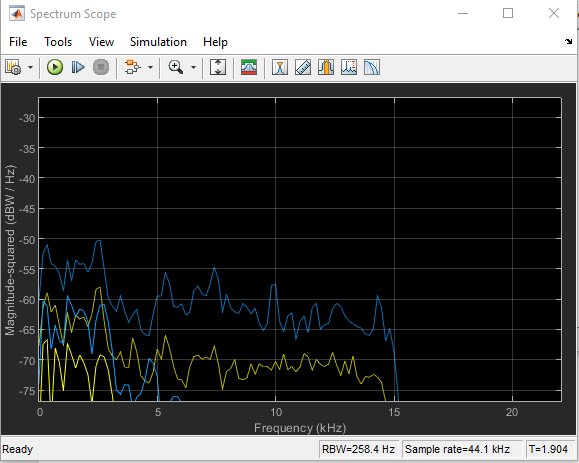 Spectrum Scope
File Tools View Simulation Help
-30
-35
-40
-45
-50
-55
-60
-65
-70
-75
Magnitude-squared (dBW / Hz)
0 5 10 15 20
Frequency (kHz)
Ready RBW=258.4 Hz Sample rate=44.1 kHz T=1.904